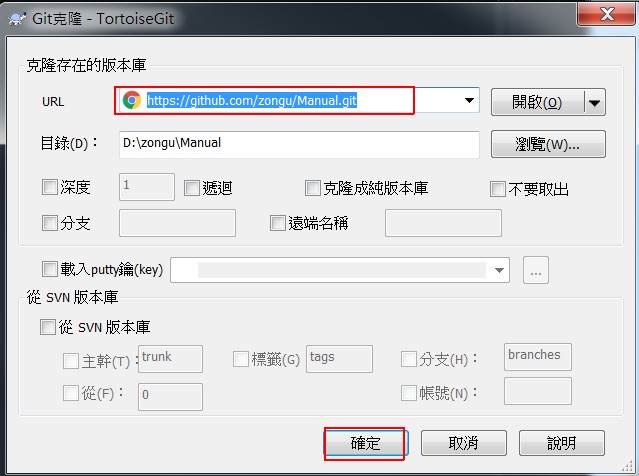 Git克隆 - TortoiseGit
克隆存在的版本庫
URL https://github.com/zongu/Manual.git 開啟(O)
目錄(D)： D:\zongu\Manual 瀏覽(W)...
深度 1 遞迴 克隆成純版本庫 不要取出
分支 遠端名稱
載入putty鑰(key) ...
從 SVN 版本庫
從 SVN 版本庫
主幹(T)： trunk 標籤(G) tags 分支(H)： branches
從(F)： 0 帳號(N)：
確定 取消 說明